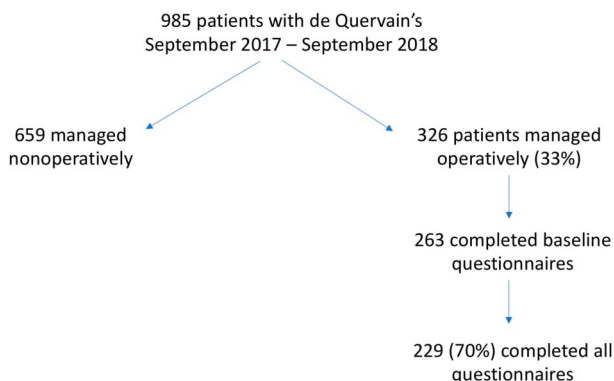 985 patients with de Quervain’s
September 2017 – September 2018
659 managed
nonoperatively
326 patients managed
operatively (33%)
263 completed baseline
questionnaires
229 (70%) completed all
questionnaires